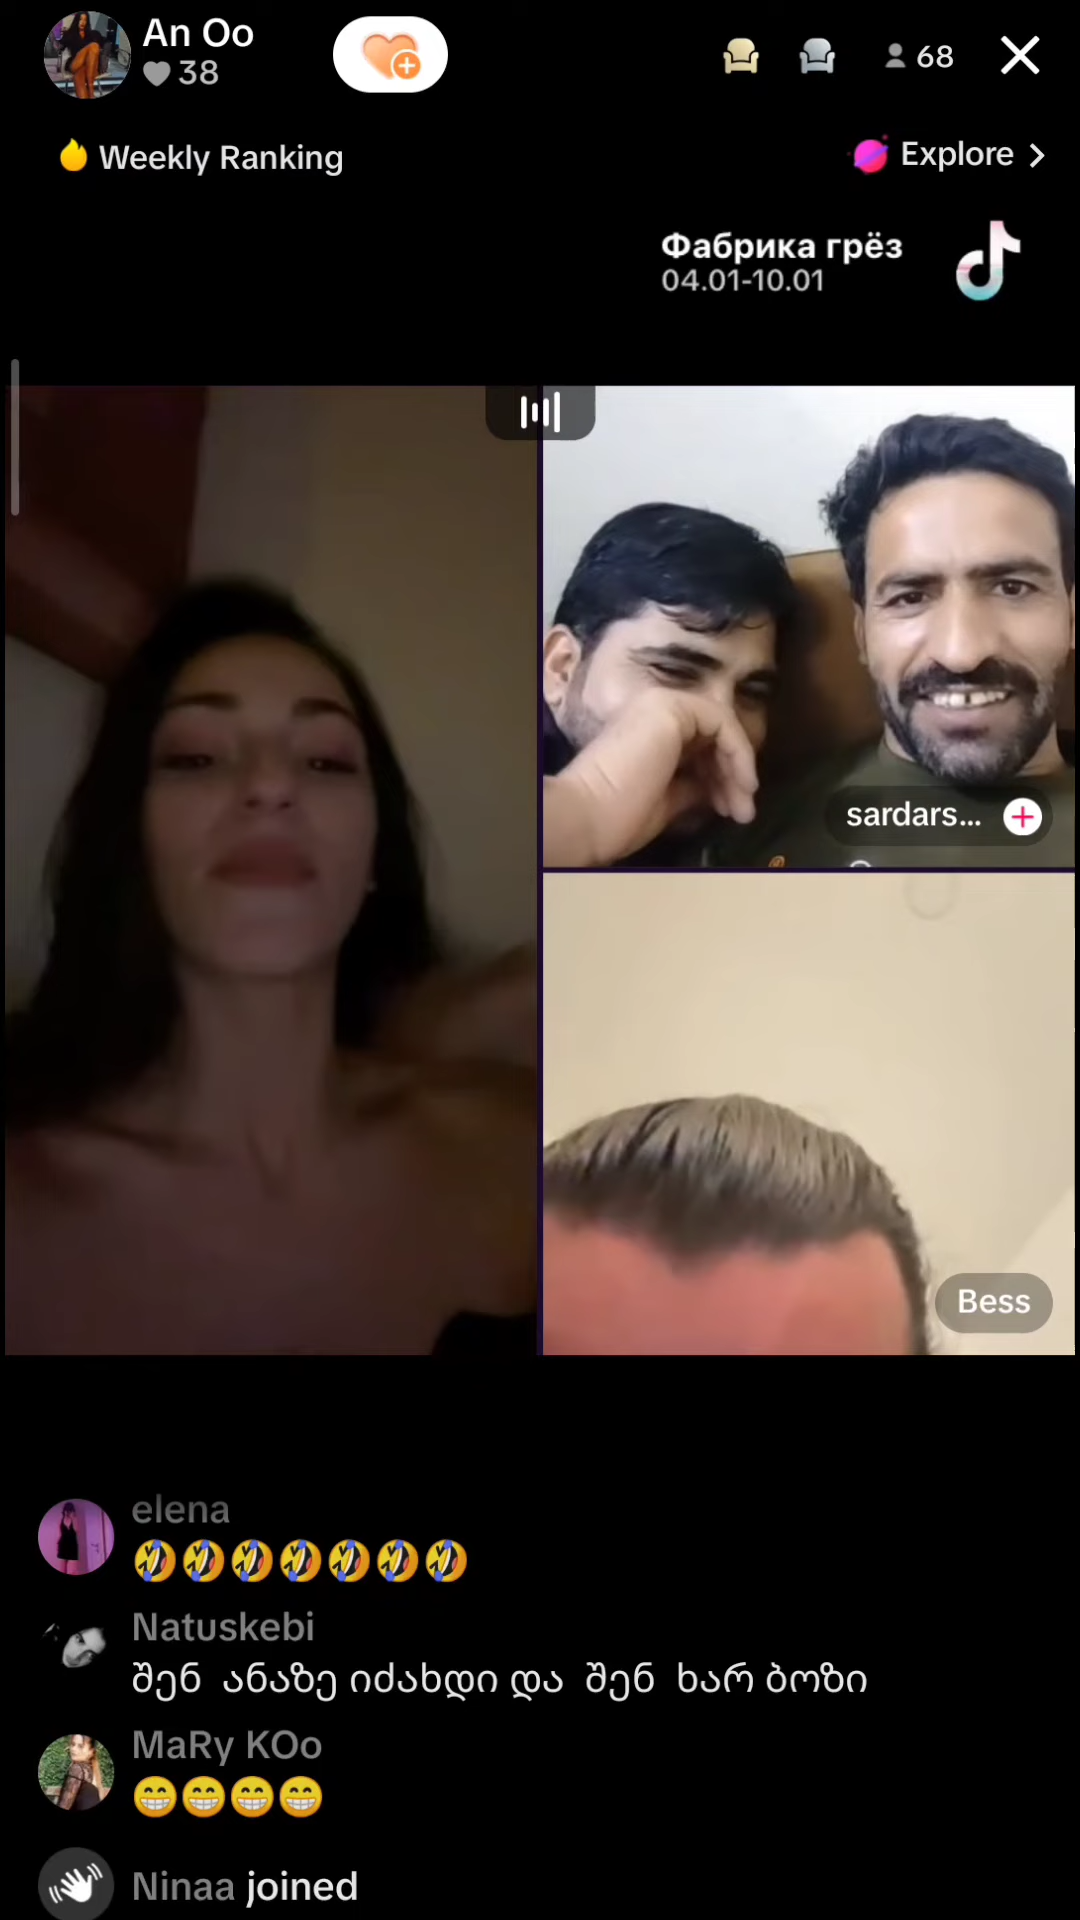 An Oo
38
68
Weekly Ranking
Explore
Фабрика грёз
04.01-10.01
sardars...
Bess
elena
🤣🤣🤣🤣🤣🤣🤣
Natuskebi
შენ ანაზე იძახდი და შენ ხარ ბოზი
MaRy KOo
😁😁😁😁
Ninaa joined